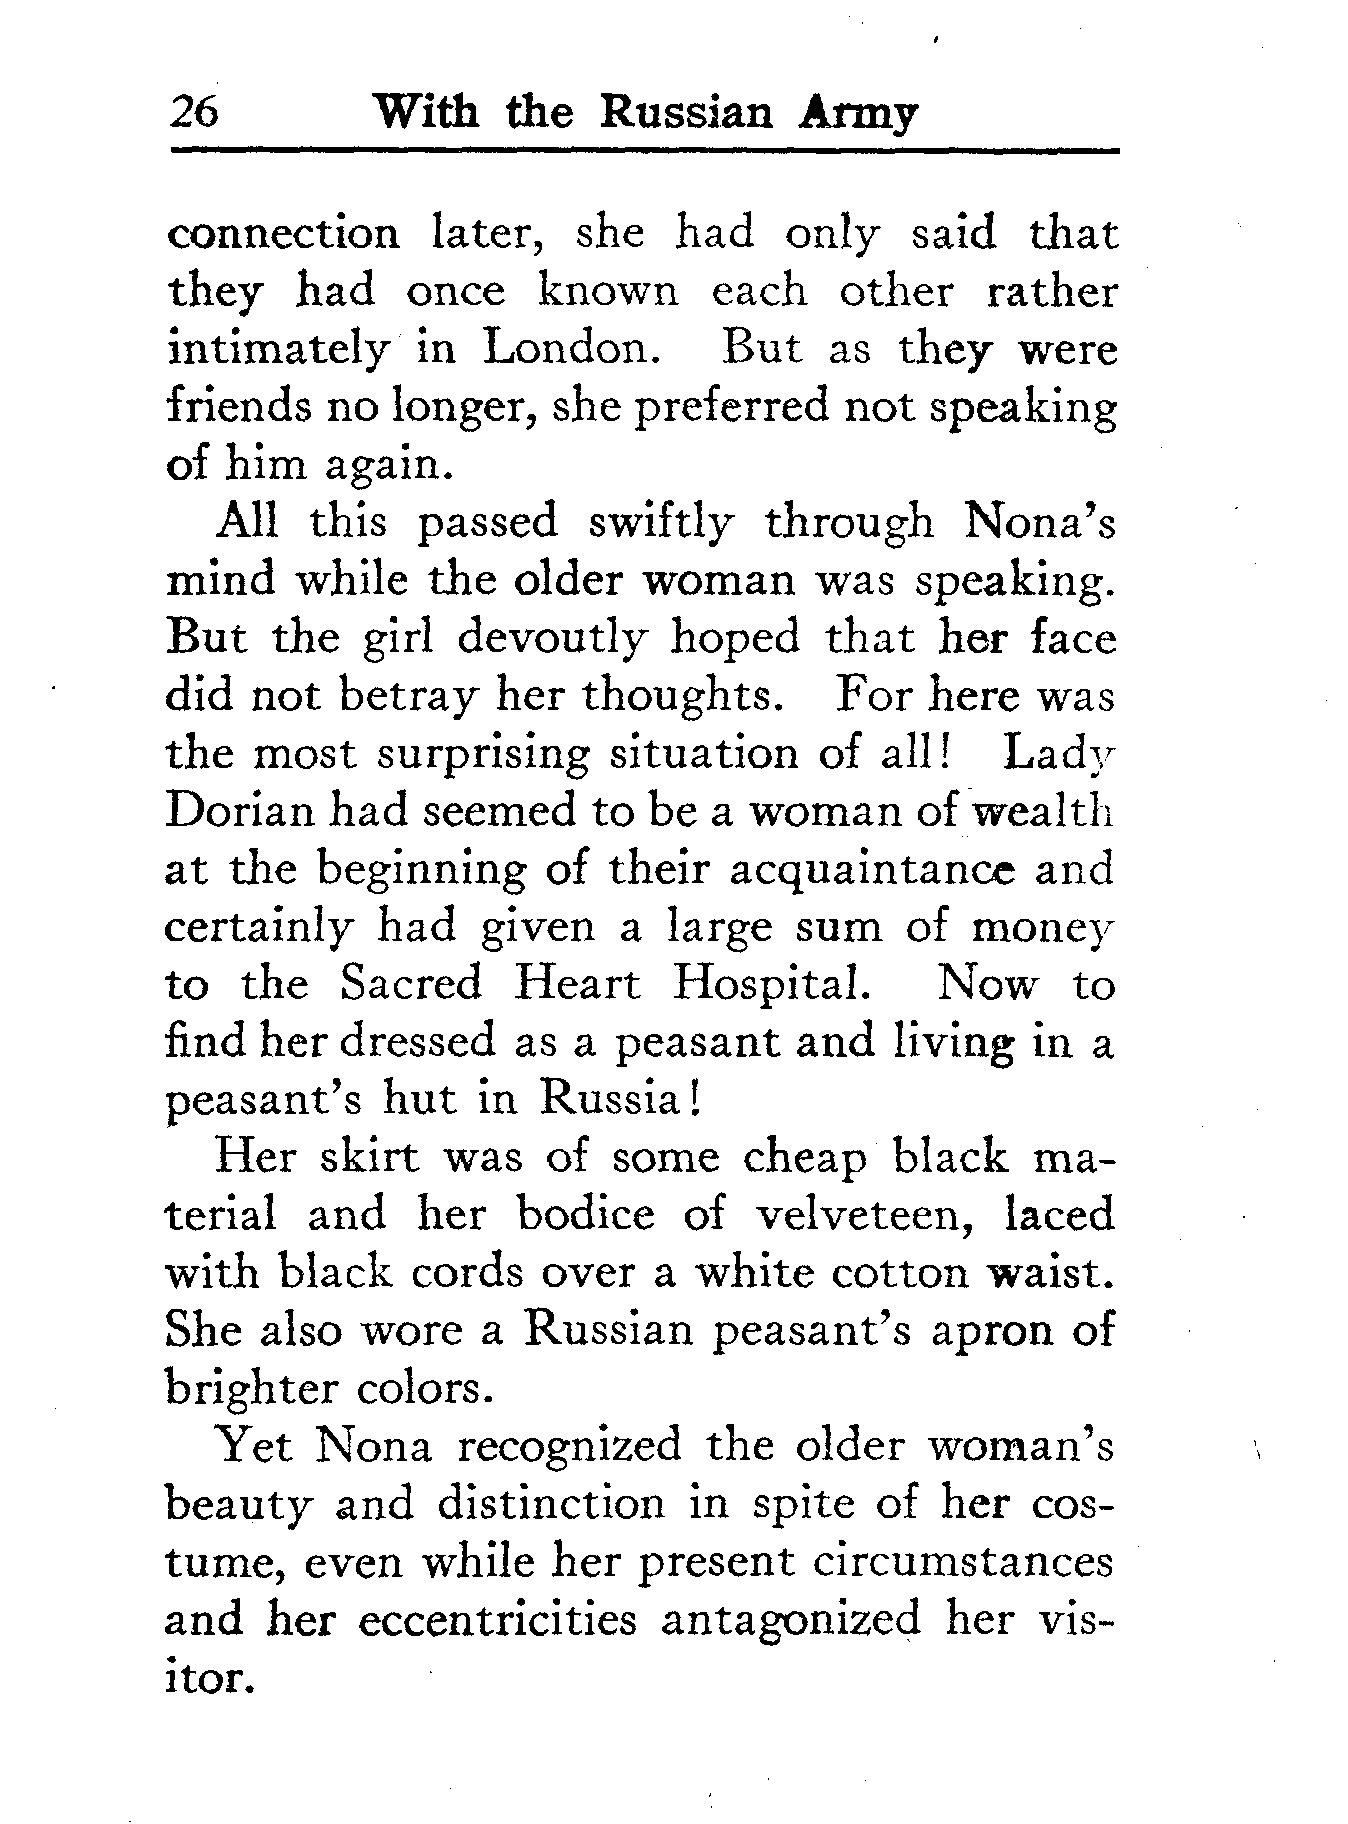 26 With the Russian Army
connection later, she had only said that
they had once known each other rather
intimately in London. But as they were
friends no longer, she preferred not speaking
of him again.
All this passed swiftly through Nona's
mind while the older woman was speaking.
But the girl devoutly hoped that her face
did not betray her thoughts. For here was
the most surprising situation of all! Lady
Dorian had seemed to be a woman of wealth
at the beginning of their acquaintance and
certainly had given a large sum of money
to the Sacred Heart Hospital. Now to
find her dressed as a peasant and living in a
peasant's hut in Russia!
Her skirt was of some cheap black ma-
terial and her bodice of velveteen, laced
with black cords over a white cotton waist.
She also wore a Russian peasant's apron of
brighter colors.
Yet Nona recognized the older woman's
beauty and distinction in spite of her cos-
tume, even while her present circumstances
and her eccentricities antagonized her vis-
itor.